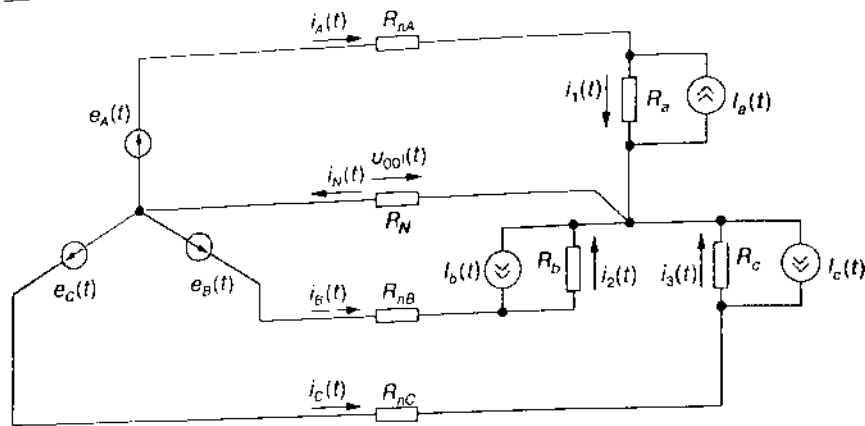 i_A(t) R_лA
i_1(t) R_a I_a(t)
e_A(t)
i_N(t) u_00'(t)
R_N
e_C(t) e_B(t) I_b(t) R_b i_2(t) i_3(t) R_c I_c(t)
i_B(t) R_лB
i_C(t) R_лC